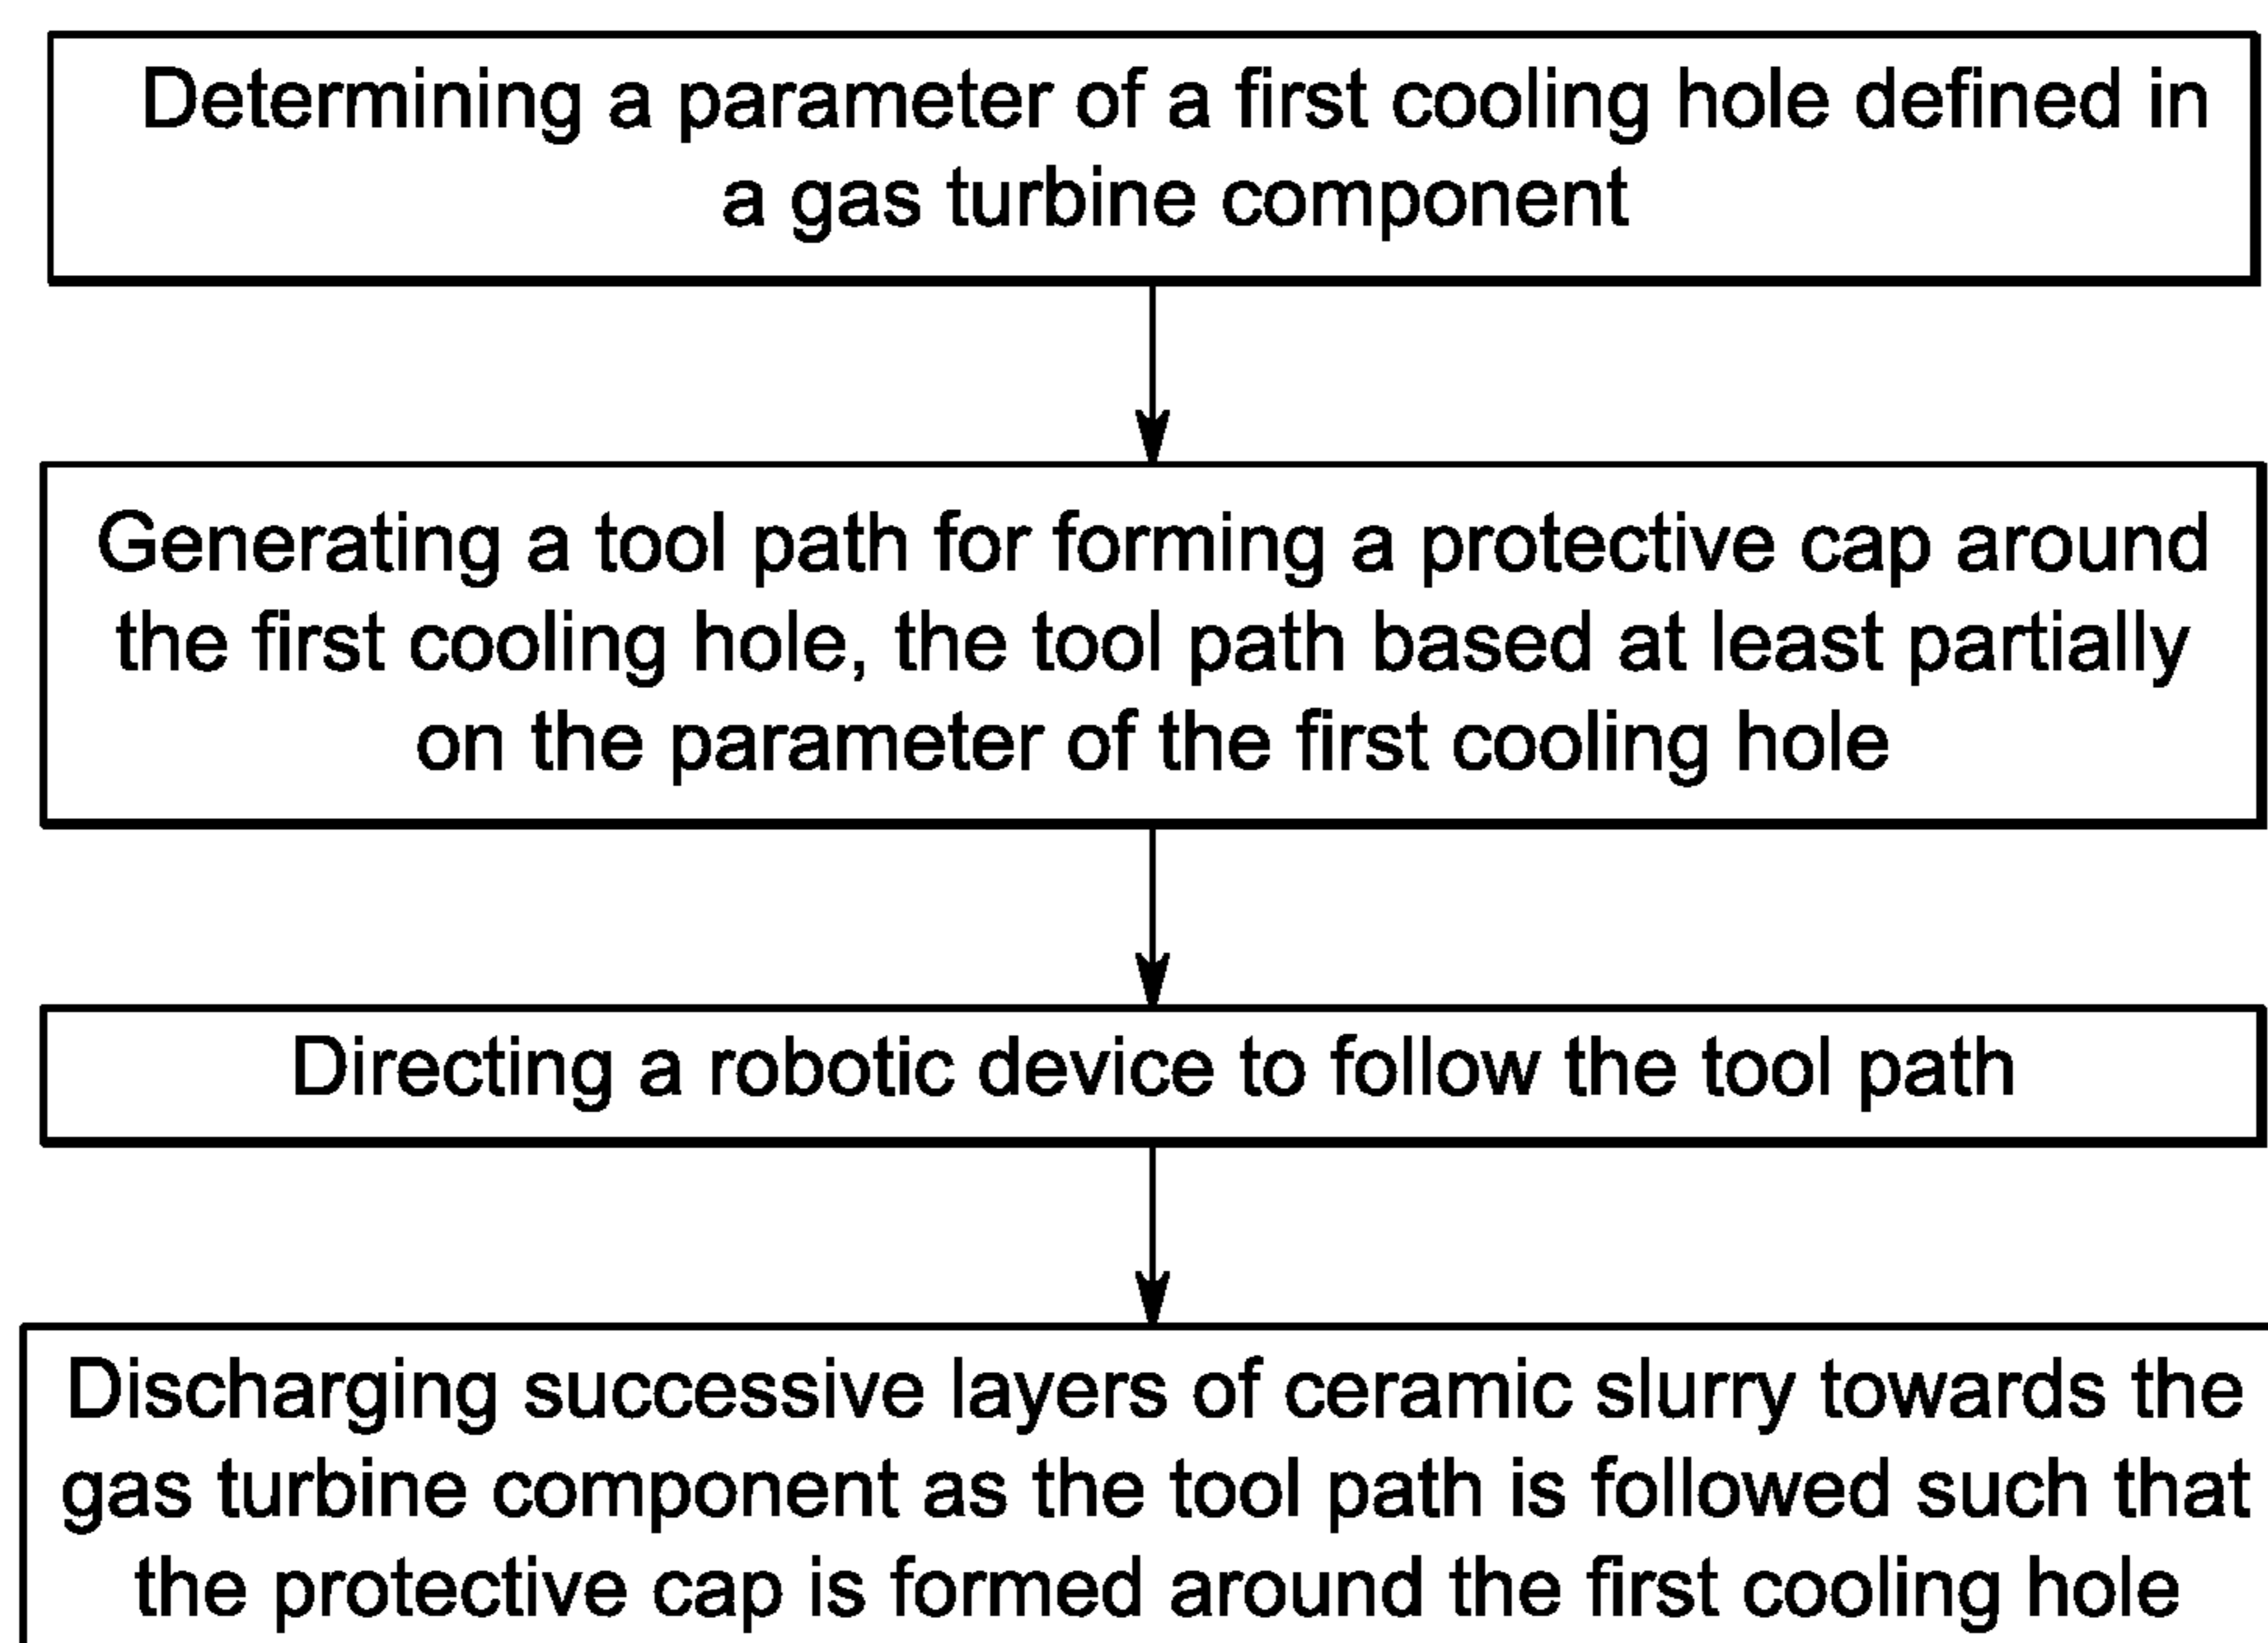 Determining a parameter of a first cooling hole defined in
a gas turbine component
Generating a tool path for forming a protective cap around
the first cooling hole, the tool path based at least partially
on the parameter of the first cooling hole
Directing a robotic device to follow the tool path
Discharging successive layers of ceramic slurry towards the
gas turbine component as the tool path is followed such that
the protective cap is formed around the first cooling hole